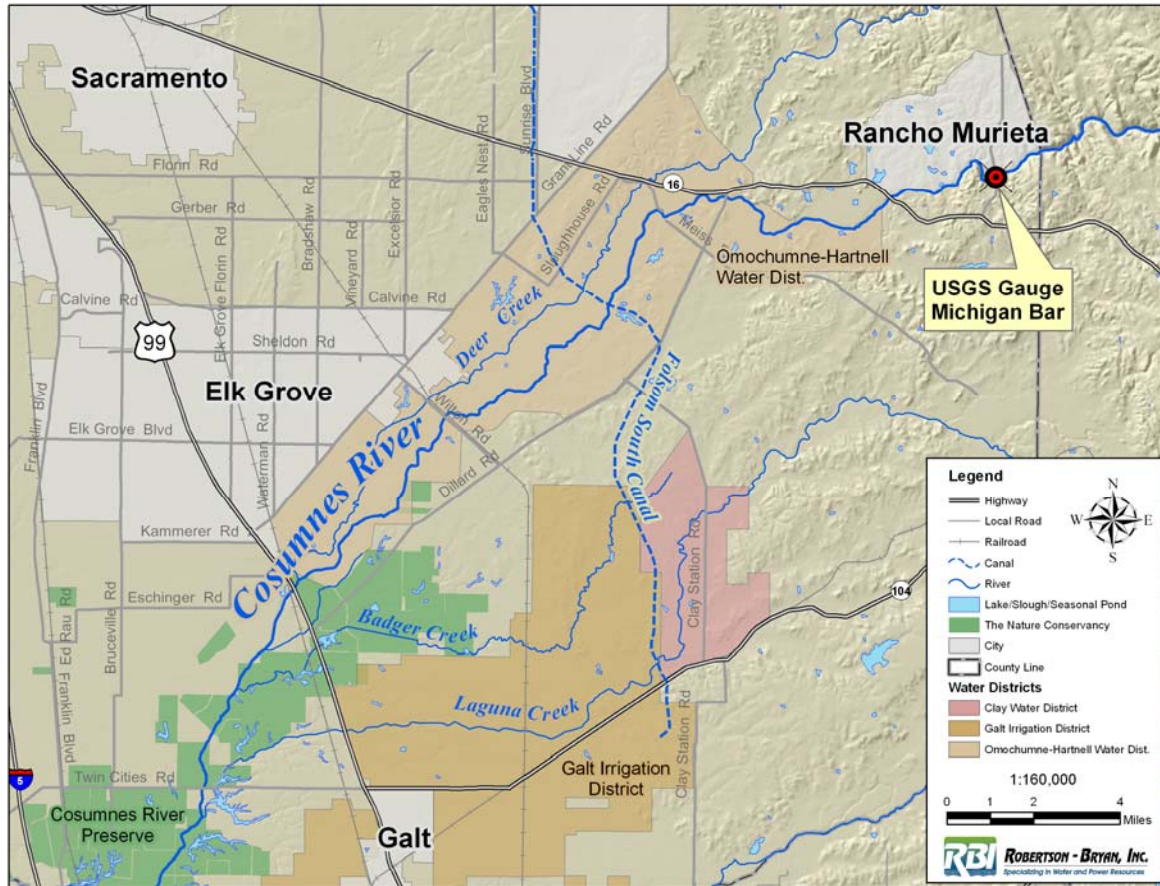 Sacramento
Florin Rd
Gerber Rd
Elk Grove Florin Rd
Bradshaw Rd
Vineyard Rd
Excelsior Rd
Eagles Nest Rd
Sunrise Blvd
Grant Line Rd
Sloughhouse Rd
16
Meiss
Rancho Murieta
Omochumne-Hartnell
Water Dist.
USGS Gauge
Michigan Bar
Calvine Rd
Calvine Rd
99
Sheldon Rd
Deer Creek
Elk Grove
Franklin Blvd
Elk Grove Blvd
Waterman Rd
Wilton Rd
Dillard Rd
Cosumnes River
Folsom South Canal
Kammerer Rd
Eschinger Rd
Bruceville Rd
Ed Rau Rd
Franklin Blvd
Badger Creek
Laguna Creek
Clay Station Rd
104
Clay Station Rd
Galt Irrigation
District
5
Twin Cities Rd
Cosumnes River
Preserve
Galt
Legend
N
W
E
S
Highway
Local Road
Railroad
Canal
River
Lake/Slough/Seasonal Pond
The Nature Conservancy
City
County Line
Water Districts
Clay Water District
Galt Irrigation District
Omochumne-Hartnell Water Dist.
1:160,000
0 1 2 4
Miles
RBI ROBERTSON - BRYAN, INC.
Specializing in Water and Power Resources